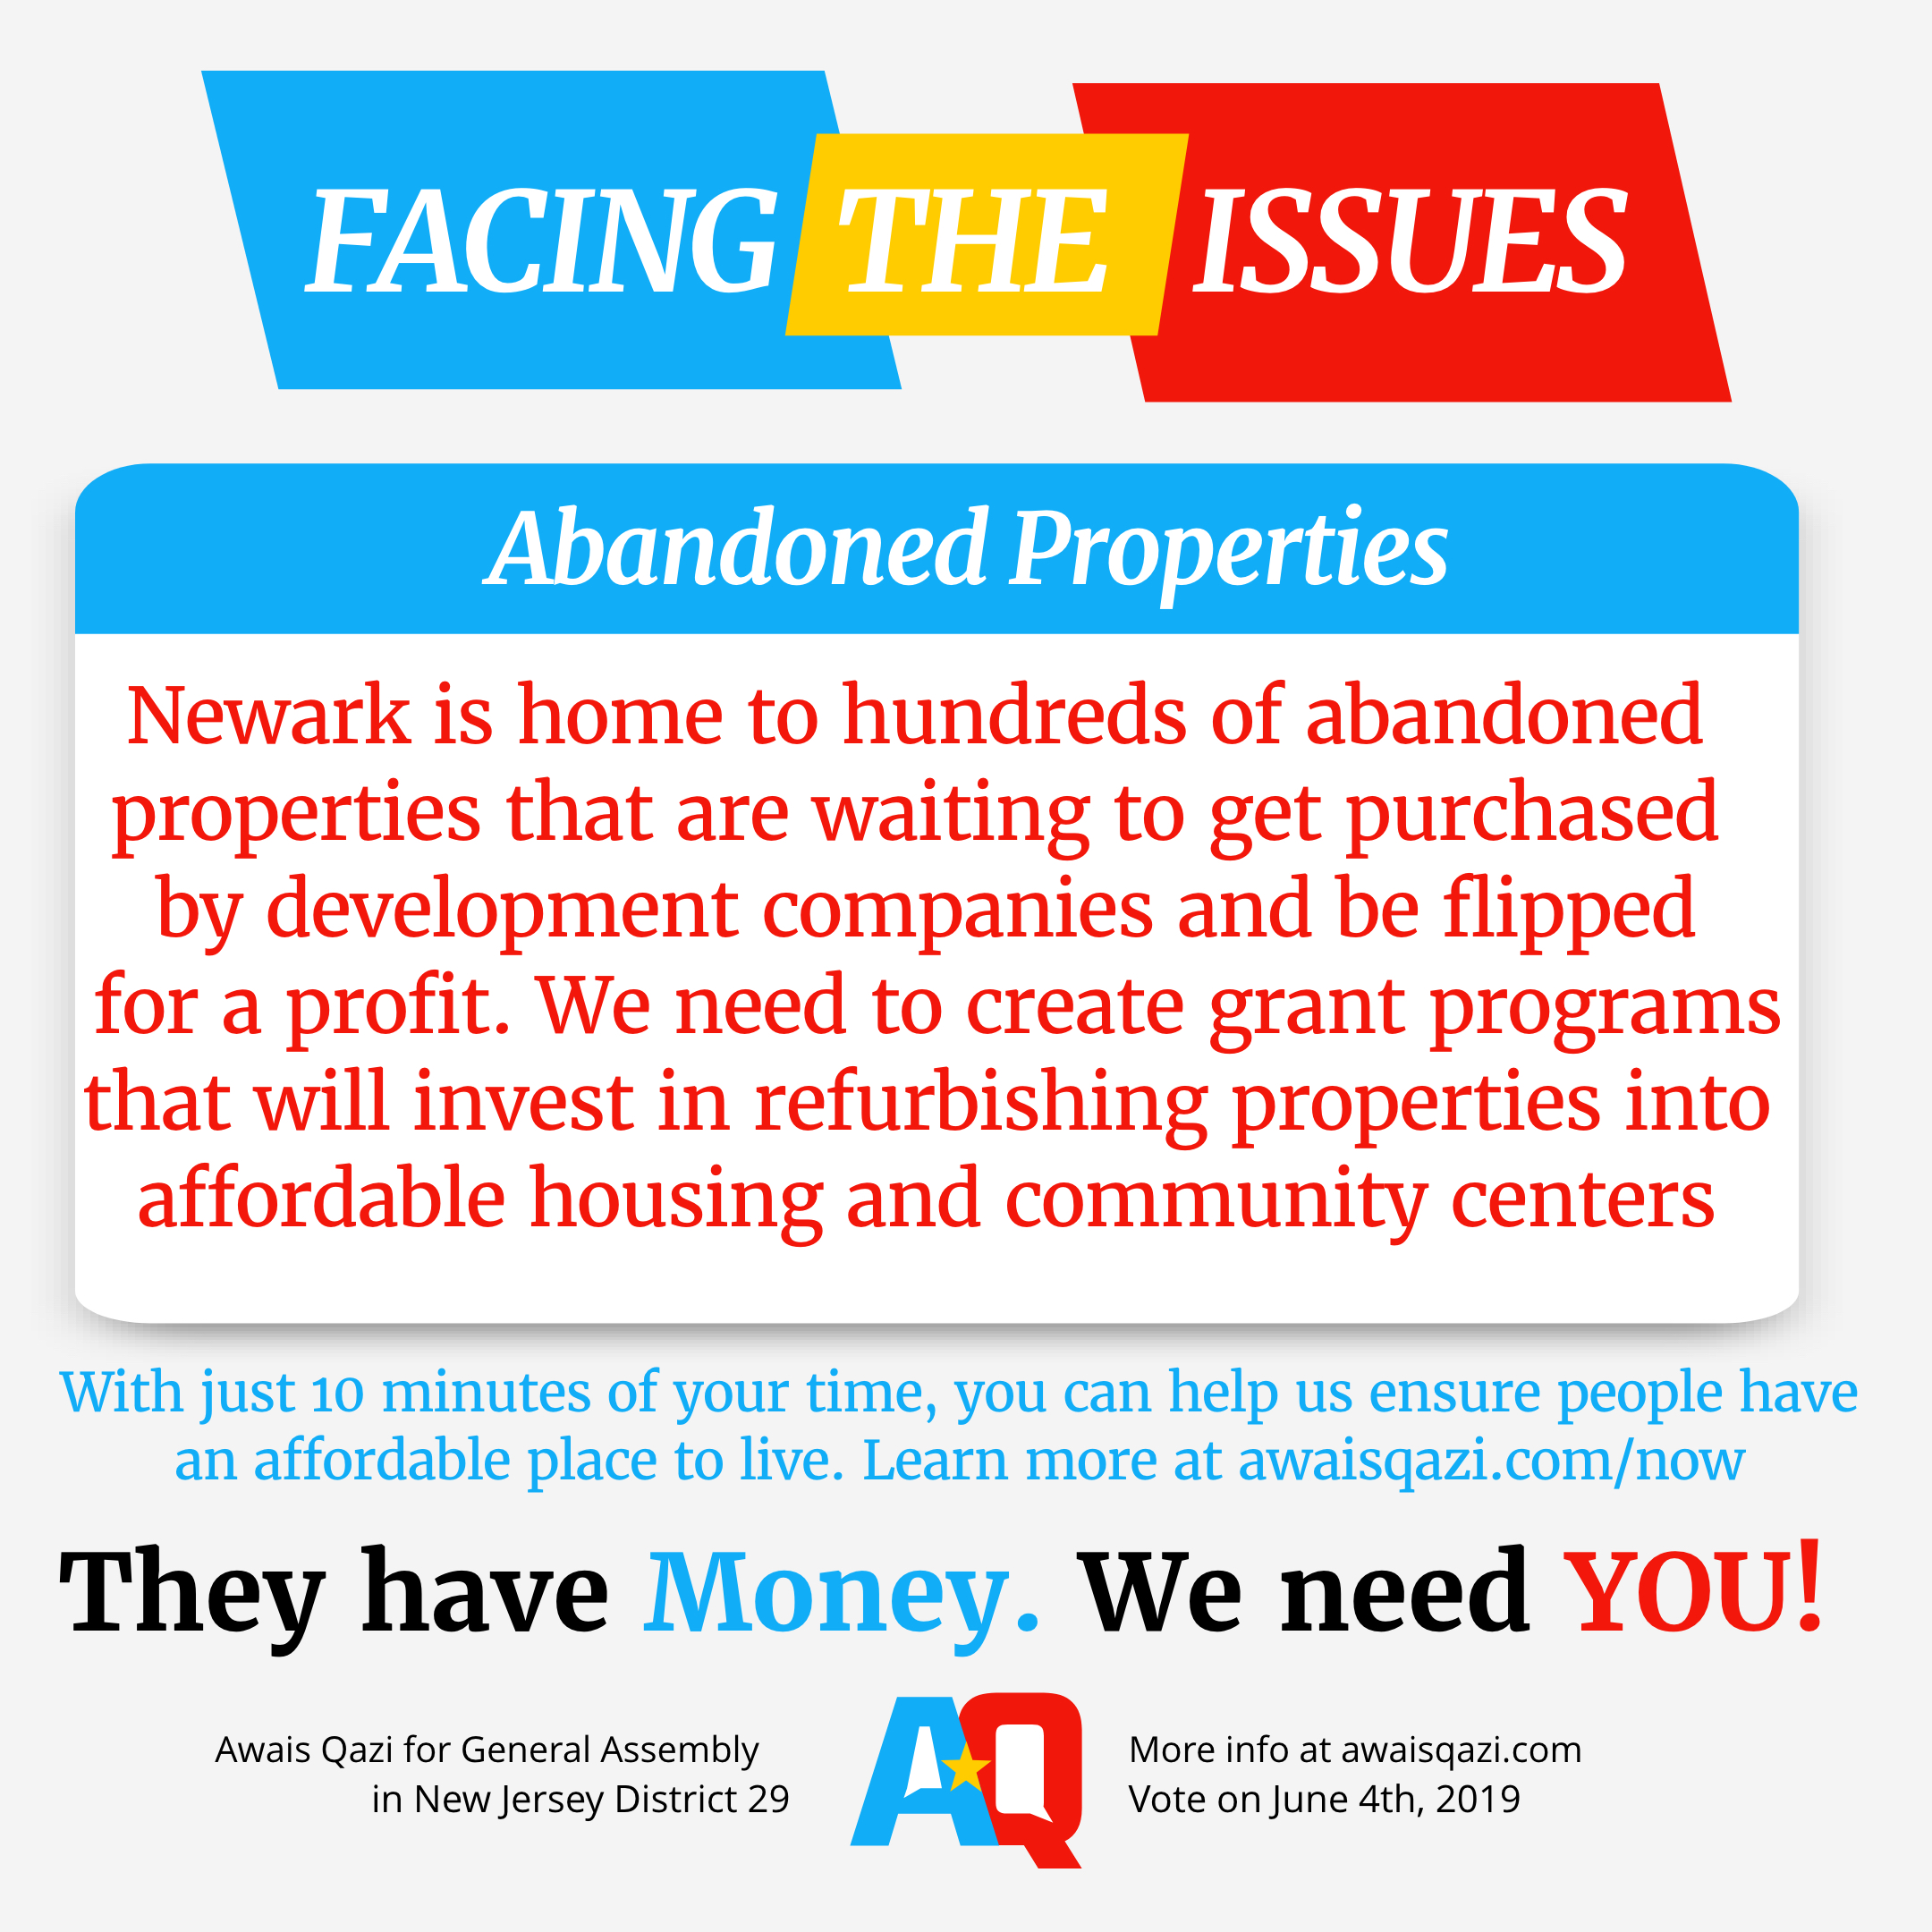 FACING THE ISSUES
Abandoned Properties
Newark is home to hundreds of abandoned
properties that are waiting to get purchased
by development companies and be flipped
for a profit. We need to create grant programs
that will invest in refurbishing properties into
affordable housing and community centers
With just 10 minutes of your time, you can help us ensure people have
an affordable place to live. Learn more at awaisqazi.com/now
They have Money. We need YOU!
Awais Qazi for General Assembly
in New Jersey District 29
AQ
More info at awaisqazi.com
Vote on June 4th, 2019